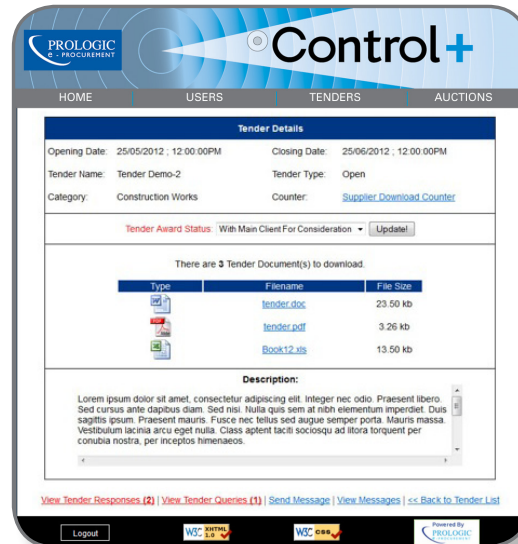 PROLOGIC
e - PROCUREMENT
Control+
HOME USERS TENDERS AUCTIONS
Tender Details
Opening Date: 25/05/2012 ; 12:00:00PM Closing Date: 25/06/2012 ; 12:00:00PM
Tender Name: Tender Demo-2 Tender Type: Open
Category: Construction Works Counter: Supplier Download Counter
Tender Award Status: With Main Client For Consideration Update!
There are 3 Tender Document(s) to download.
Type Filename File Size
tender.doc 23.50 kb
tender.pdf 3.26 kb
Book12.xls 13.50 kb
Description:
Lorem ipsum dolor sit amet, consectetur adipiscing elit. Integer nec odio. Praesent libero.
Sed cursus ante dapibus diam. Sed nisi. Nulla quis sem at nibh elementum imperdiet. Duis
sagittis ipsum. Praesent mauris. Fusce nec tellus sed augue semper porta. Mauris massa.
Vestibulum lacinia arcu eget nulla. Class aptent taciti sociosqu ad litora torquent per
conubia nostra, per inceptos himenaeos.
View Tender Responses (2) | View Tender Queries (1) | Send Message | View Messages | << Back to Tender List
Logout W3C XHTML 1.0 W3C css Powered By
PROLOGIC